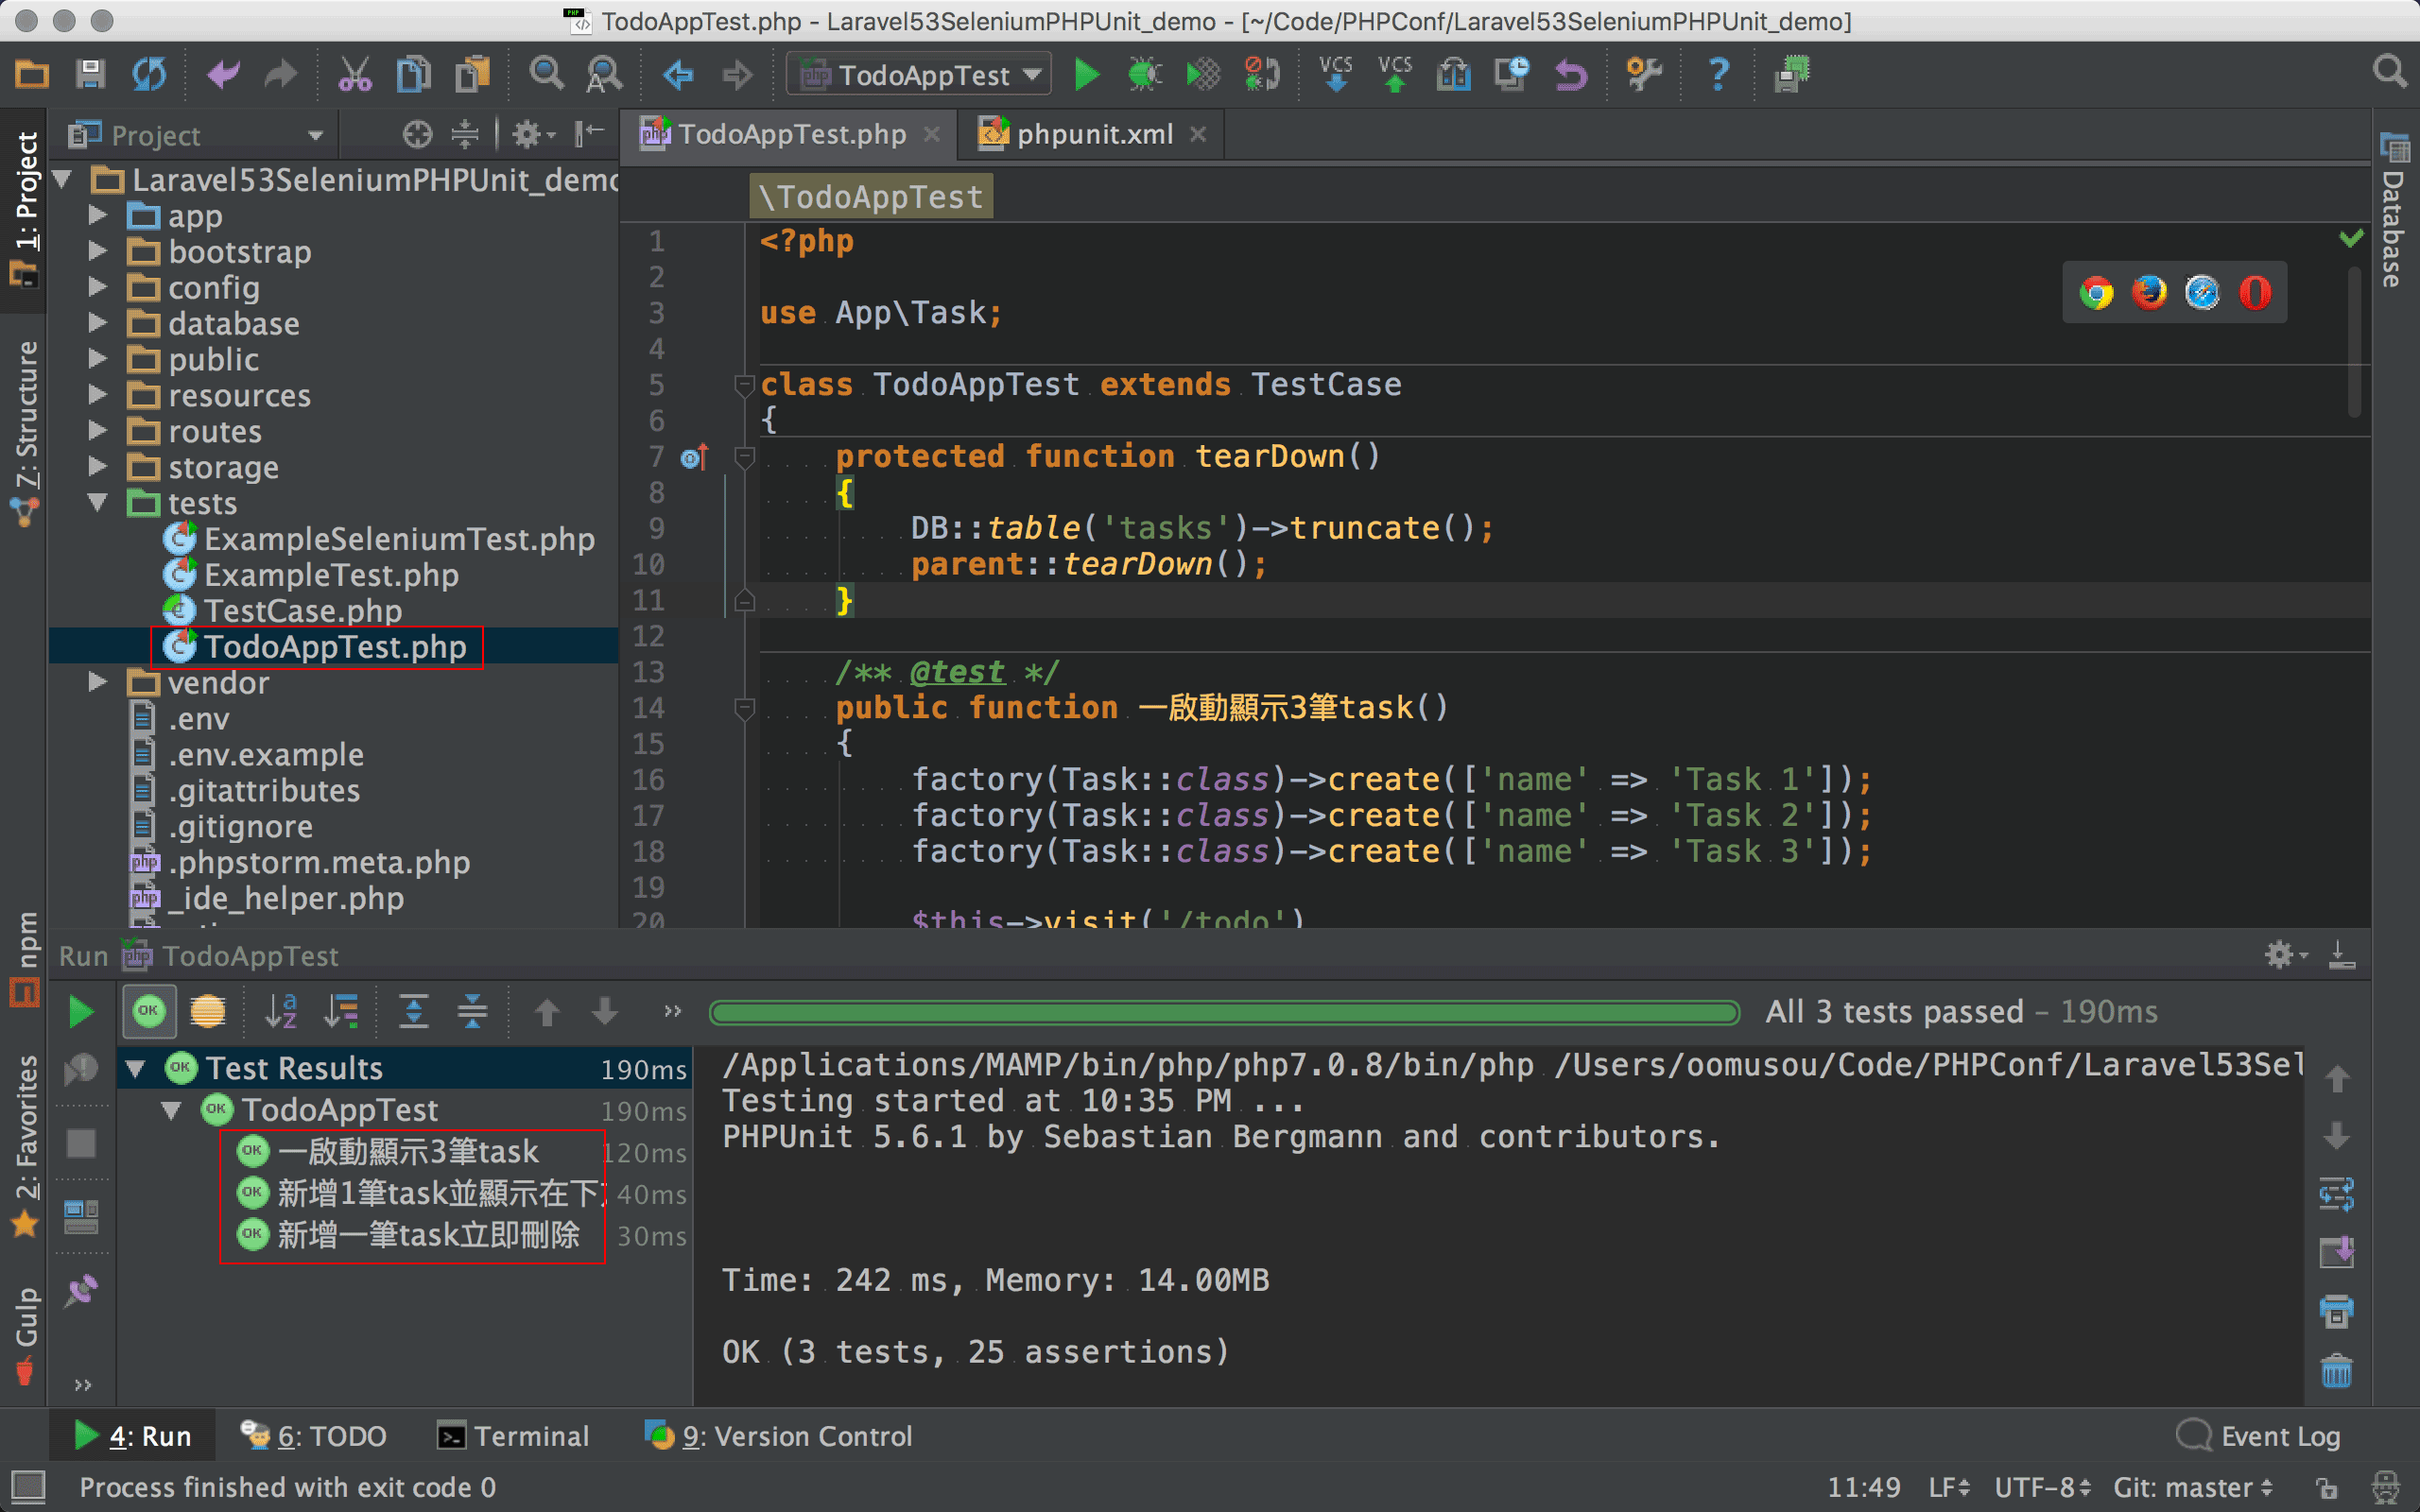 TodoAppTest.php - Laravel53SeleniumPHPUnit_demo - [~/Code/PHPConf/Laravel53SeleniumPHPUnit_demo]
TodoAppTest
VCS
VCS
Project
TodoAppTest.php
phpunit.xml
1: Project
7: Structure
npm
2: Favorites
Gulp
Database
Laravel53SeleniumPHPUnit_demo
app
bootstrap
config
database
public
resources
routes
storage
tests
ExampleSeleniumTest.php
ExampleTest.php
TestCase.php
TodoAppTest.php
vendor
.env
.env.example
.gitattributes
.gitignore
.phpstorm.meta.php
_ide_helper.php
\TodoAppTest
1 <?php
2
3 use App\Task;
4
5 class TodoAppTest extends TestCase
6 {
7 protected function tearDown()
8 {
9 DB::table('tasks')->truncate();
10 parent::tearDown();
11 }
12
13 /** @test */
14 public function 一啟動顯示3筆task()
15 {
16 factory(Task::class)->create(['name' => 'Task 1']);
17 factory(Task::class)->create(['name' => 'Task 2']);
18 factory(Task::class)->create(['name' => 'Task 3']);
19
20 $this->visit('/todo')
Run TodoAppTest
All 3 tests passed – 190ms
Test Results 190ms
TodoAppTest 190ms
一啟動顯示3筆task 120ms
新增1筆task並顯示在下 40ms
新增一筆task立即刪除 30ms
/Applications/MAMP/bin/php/php7.0.8/bin/php /Users/oomusou/Code/PHPConf/Laravel53Sel
Testing started at 10:35 PM ...
PHPUnit 5.6.1 by Sebastian Bergmann and contributors.
Time: 242 ms, Memory: 14.00MB
OK (3 tests, 25 assertions)
4: Run
6: TODO
Terminal
9: Version Control
Event Log
Process finished with exit code 0
11:49
LF
UTF-8
Git: master